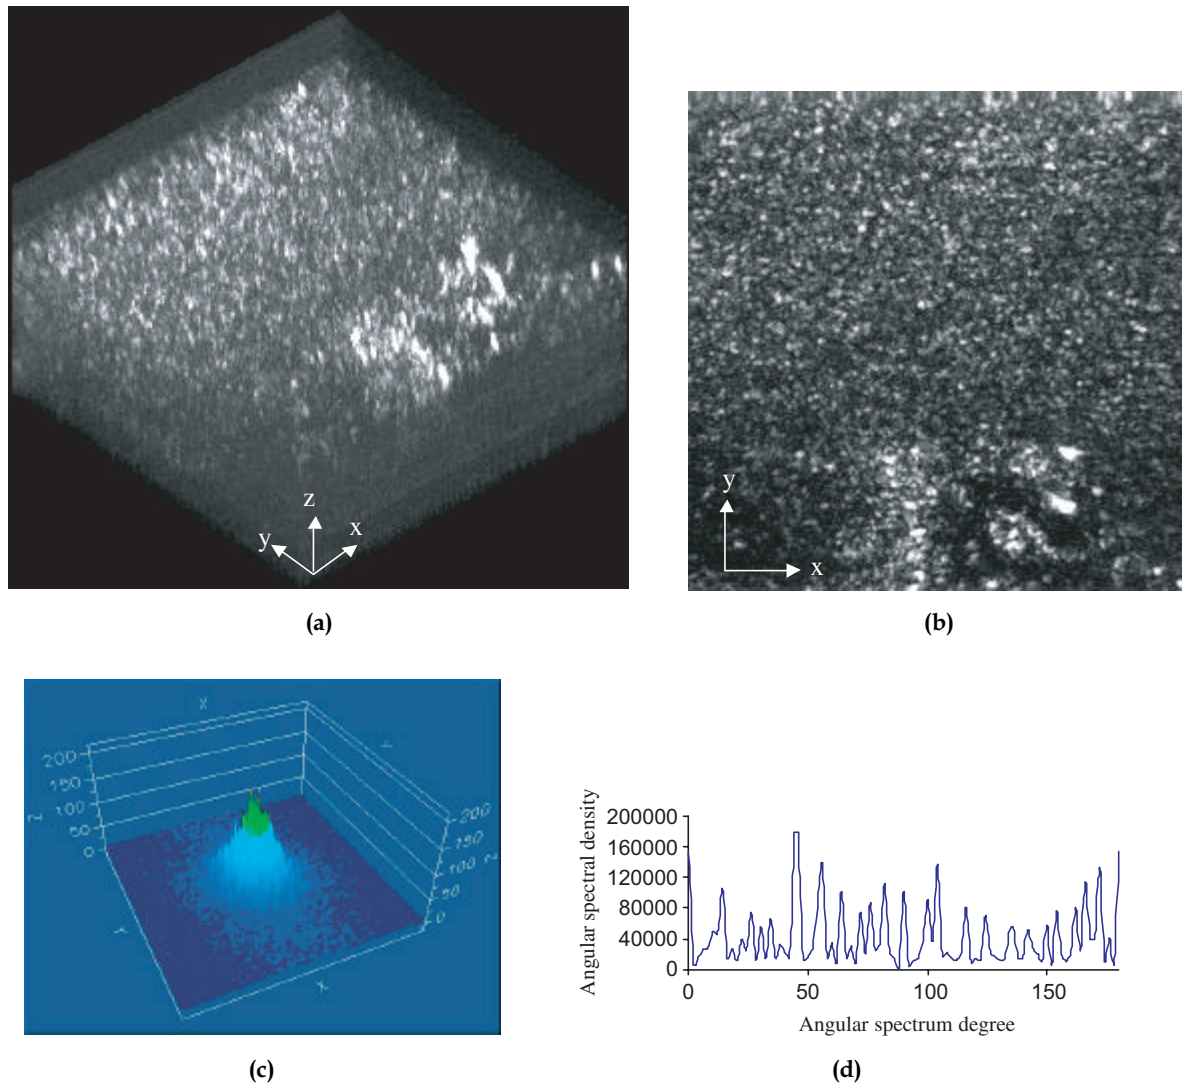 z
y
x
(a)
y
x
(b)
X
200
150
100
50
0
Z
200
150
100
50
0
Z
Y
X
(c)
Angular spectral density
200000
160000
120000
80000
40000
0
0
50
100
150
Angular spectrum degree
(d)